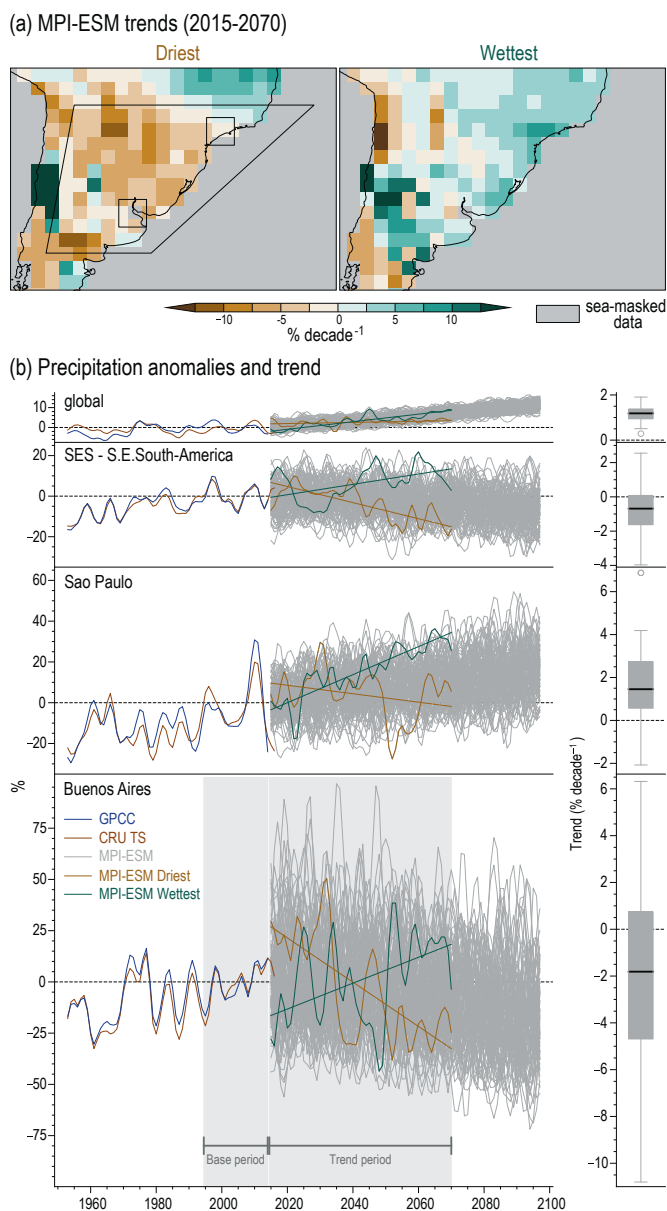 (a) MPI-ESM trends (2015-2070)
Driest
Wettest
−10 −5 0 5 10
% decade⁻¹
sea-masked
data
(b) Precipitation anomalies and trend
global
10
0
2
1
0
SES - S.E.South-America
20
0
−20
2
0
−2
−4
Sao Paulo
60
40
20
0
−20
6
4
2
0
−2
%
Trend (% decade⁻¹)
Buenos Aires
GPCC
CRU TS
MPI-ESM
MPI-ESM Driest
MPI-ESM Wettest
75
50
25
0
−25
−50
−75
6
4
2
0
−2
−4
−6
−8
−10
Base period
Trend period
1960 1980 2000 2020 2040 2060 2080 2100